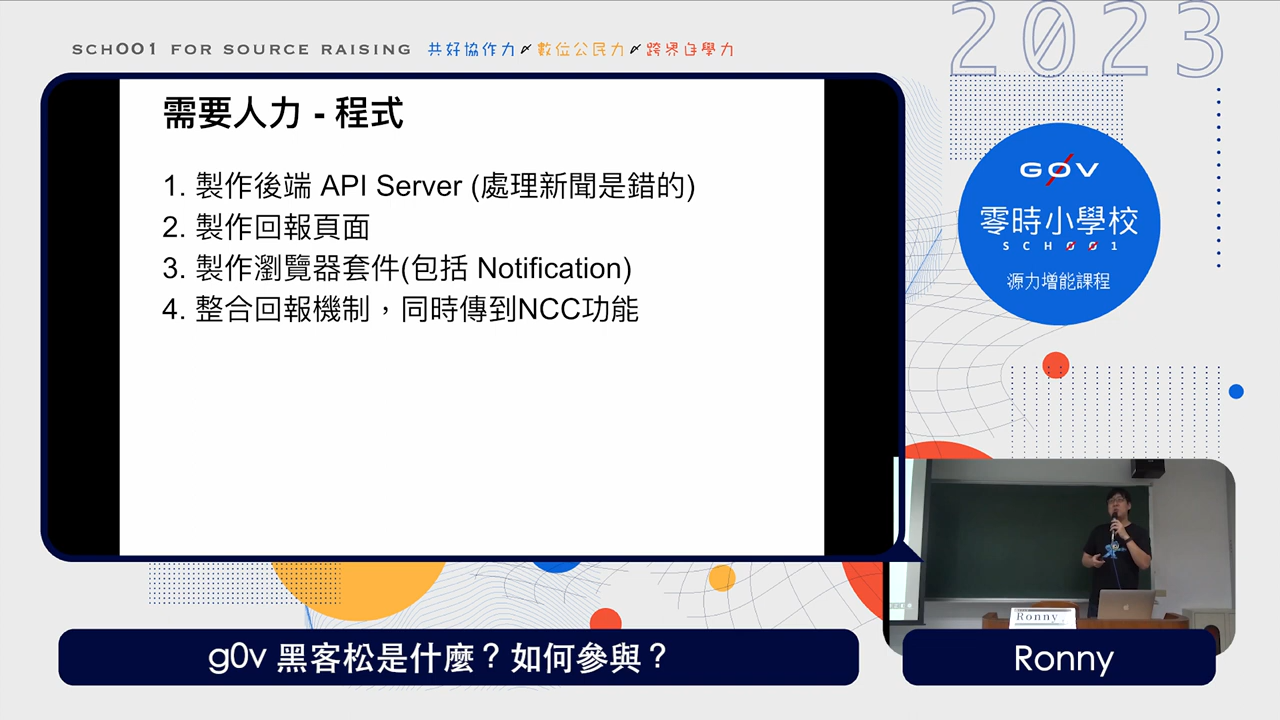 SCH001 FOR SOURCE RAISING 共好協作力 數位公民力 跨界自學力
2023
需要人力 - 程式
1. 製作後端 API Server (處理新聞是錯的)
2. 製作回報頁面
3. 製作瀏覽器套件(包括 Notification)
4. 整合回報機制，同時傳到NCC功能
G0V
零時小學校
SCH001
源力增能課程
Ronny
g0v 黑客松是什麼？如何參與？
Ronny